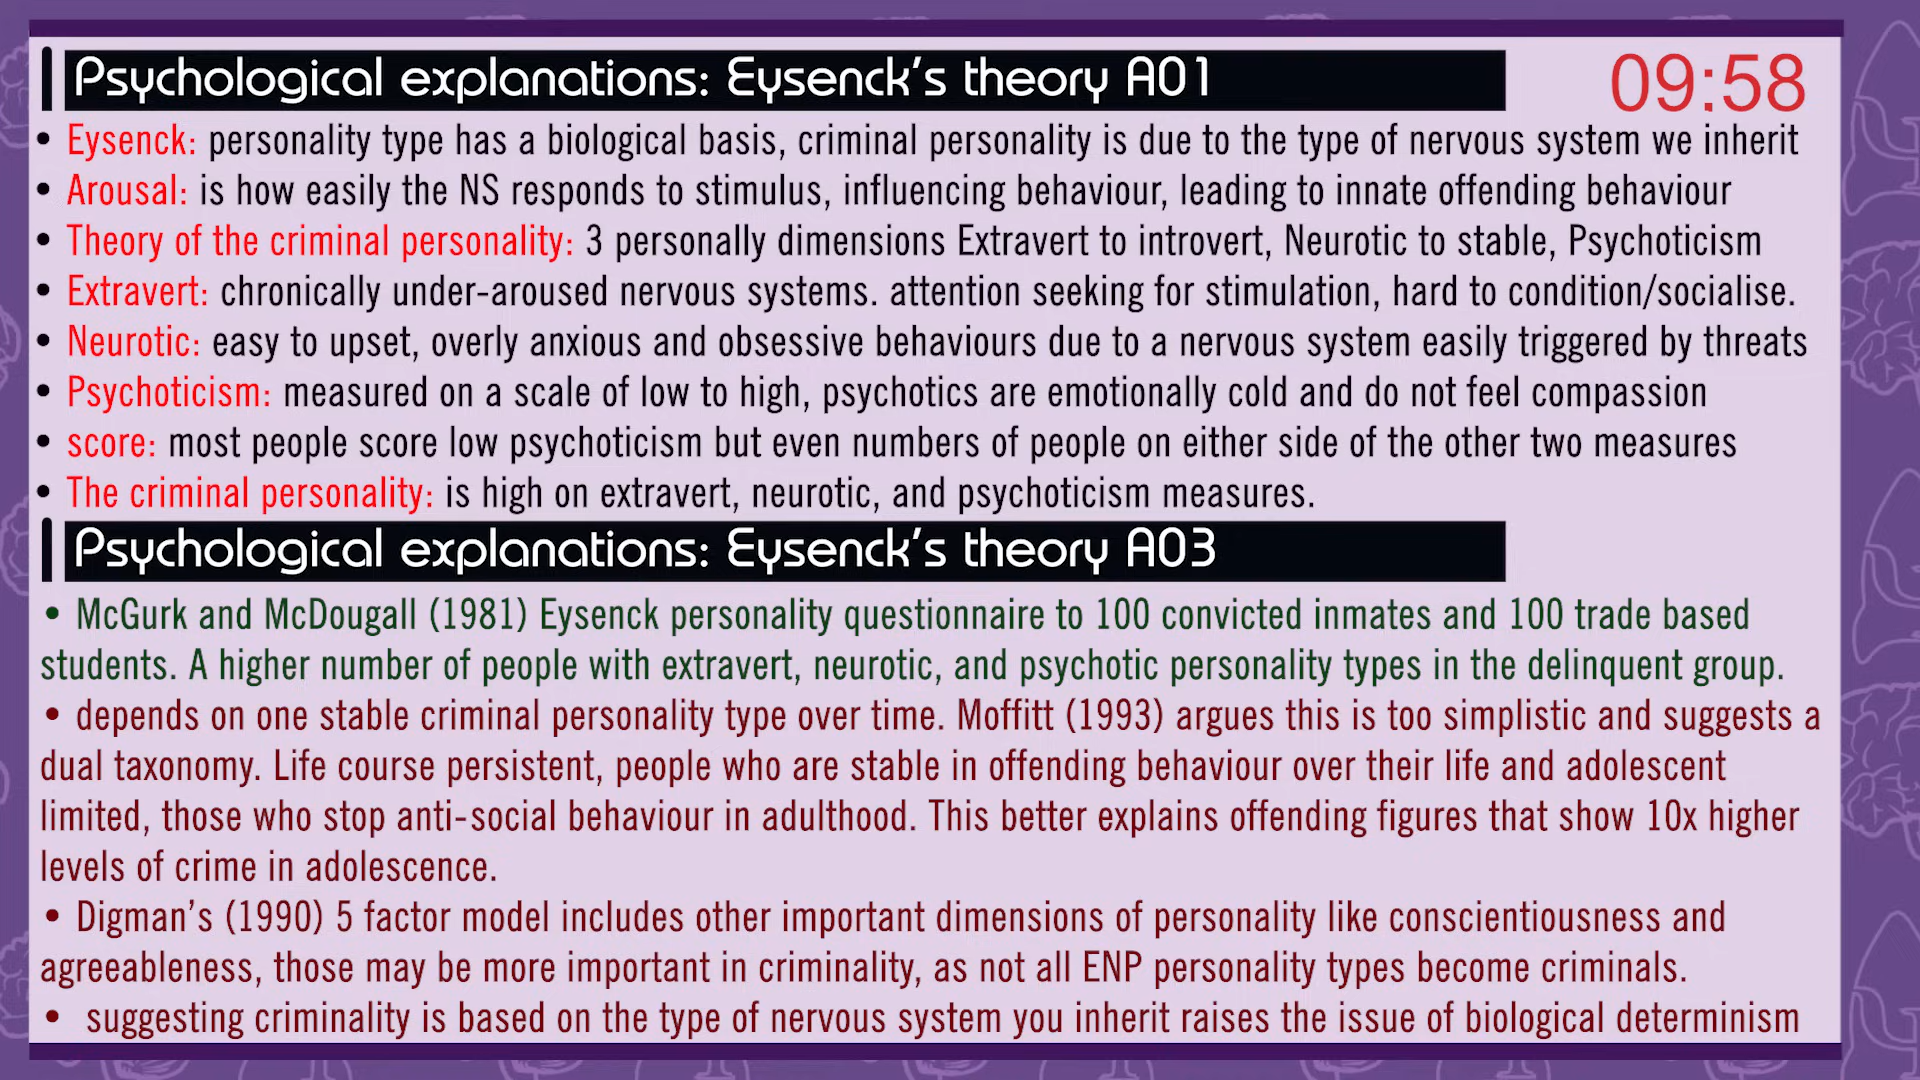 Psychological explanations: Eysenck's theory A01
09:58
• Eysenck: personality type has a biological basis, criminal personality is due to the type of nervous system we inherit
• Arousal: is how easily the NS responds to stimulus, influencing behaviour, leading to innate offending behaviour
• Theory of the criminal personality: 3 personally dimensions Extravert to introvert, Neurotic to stable, Psychoticism
• Extravert: chronically under-aroused nervous systems. attention seeking for stimulation, hard to condition/socialise.
• Neurotic: easy to upset, overly anxious and obsessive behaviours due to a nervous system easily triggered by threats
• Psychoticism: measured on a scale of low to high, psychotics are emotionally cold and do not feel compassion
• score: most people score low psychoticism but even numbers of people on either side of the other two measures
• The criminal personality: is high on extravert, neurotic, and psychoticism measures.
Psychological explanations: Eysenck's theory A03
• McGurk and McDougall (1981) Eysenck personality questionnaire to 100 convicted inmates and 100 trade based
students. A higher number of people with extravert, neurotic, and psychotic personality types in the delinquent group.
• depends on one stable criminal personality type over time. Moffitt (1993) argues this is too simplistic and suggests a
dual taxonomy. Life course persistent, people who are stable in offending behaviour over their life and adolescent
limited, those who stop anti-social behaviour in adulthood. This better explains offending figures that show 10x higher
levels of crime in adolescence.
• Digman's (1990) 5 factor model includes other important dimensions of personality like conscientiousness and
agreeableness, those may be more important in criminality, as not all ENP personality types become criminals.
• suggesting criminality is based on the type of nervous system you inherit raises the issue of biological determinism